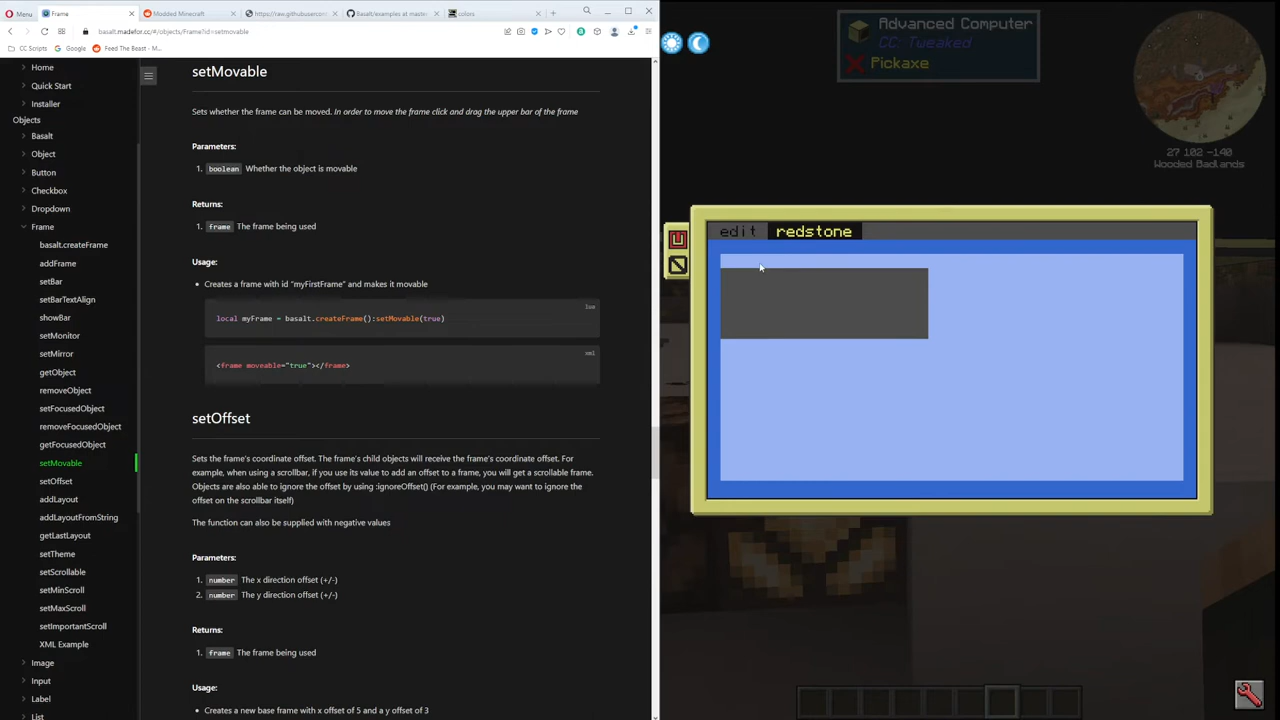 Menu
Frame
Modded Minecraft
https://raw.githubusercon
Basalt/examples at master
colors
basalt.madefor.cc/#/objects/Frame?id=setmovable
CC Scripts
Google
Feed The Beast - M...
Home
Quick Start
Installer
Objects
Basalt
Object
Button
Checkbox
Dropdown
Frame
basalt.createFrame
addFrame
setBar
setBarTextAlign
showBar
setMonitor
setMirror
getObject
removeObject
setFocusedObject
removeFocusedObject
getFocusedObject
setMovable
setOffset
addLayout
addLayoutFromString
getLastLayout
setTheme
setScrollable
setMinScroll
setMaxScroll
setImportantScroll
XML Example
Image
Input
Label
List
setMovable
Sets whether the frame can be moved. In order to move the frame click and drag the upper bar of the frame
Parameters:
1. boolean Whether the object is movable
Returns:
1. frame The frame being used
Usage:
• Creates a frame with id “myFirstFrame” and makes it movable
lua
local myFrame = basalt.createFrame():setMovable(true)
xml
<frame moveable="true"></frame>
setOffset
Sets the frame’s coordinate offset. The frame’s child objects will receive the frame’s coordinate offset. For
example, when using a scrollbar, if you use its value to add an offset to a frame, you will get a scrollable frame.
Objects are also able to ignore the offset by using :ignoreOffset() (For example, you may want to ignore the
offset on the scrollbar itself)
The function can also be supplied with negative values
Parameters:
1. number The x direction offset (+/-)
2. number The y direction offset (+/-)
Returns:
1. frame The frame being used
Usage:
• Creates a new base frame with x offset of 5 and a y offset of 3
Advanced Computer
CC: Tweaked
Pickaxe
27 102 -140
Wooded Badlands
edit redstone